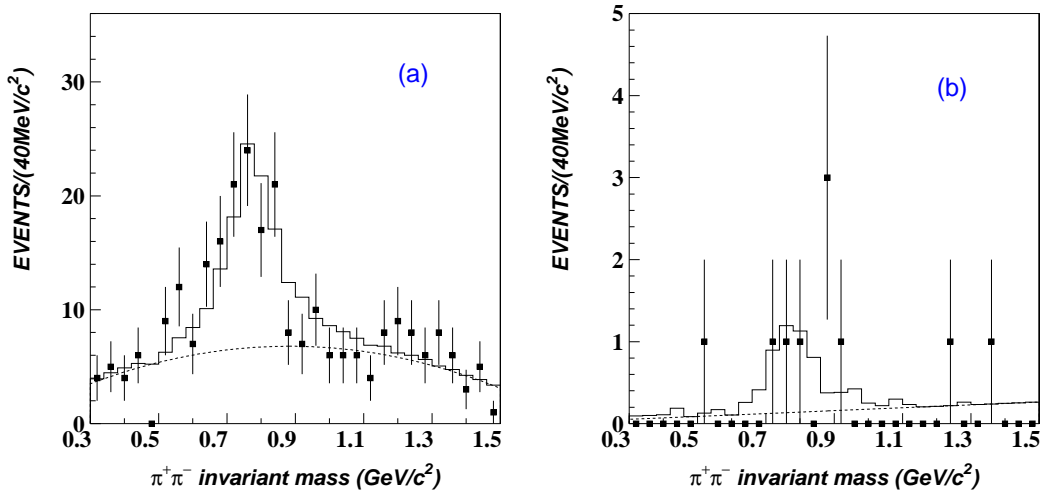 EVENTS/(40MeV/c²)
(a)
30
20
10
0
0.3 0.5 0.7 0.9 1.1 1.3 1.5
π⁺π⁻ invariant mass (GeV/c²)
EVENTS/(40MeV/c²)
(b)
5
4
3
2
1
0
0.3 0.5 0.7 0.9 1.1 1.3 1.5
π⁺π⁻ invariant mass (GeV/c²)